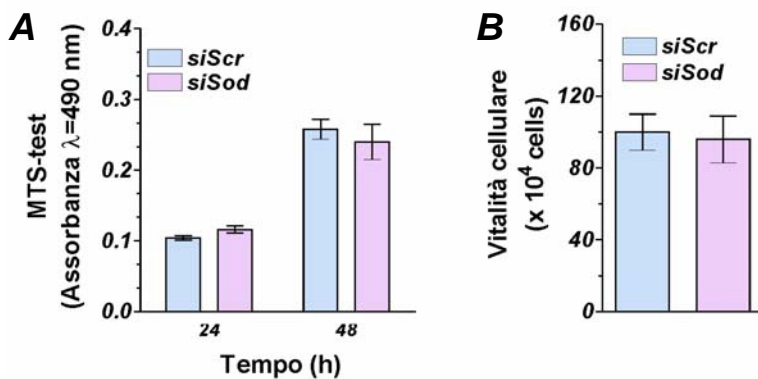 A
MTS-test
(Assorbanza λ=490 nm)
0.4
0.3
0.2
0.1
0.0
siScr
siSod
24
48
Tempo (h)
B
Vitalità cellulare
(x 10⁴ cells)
160
120
80
40
0
siScr
siSod